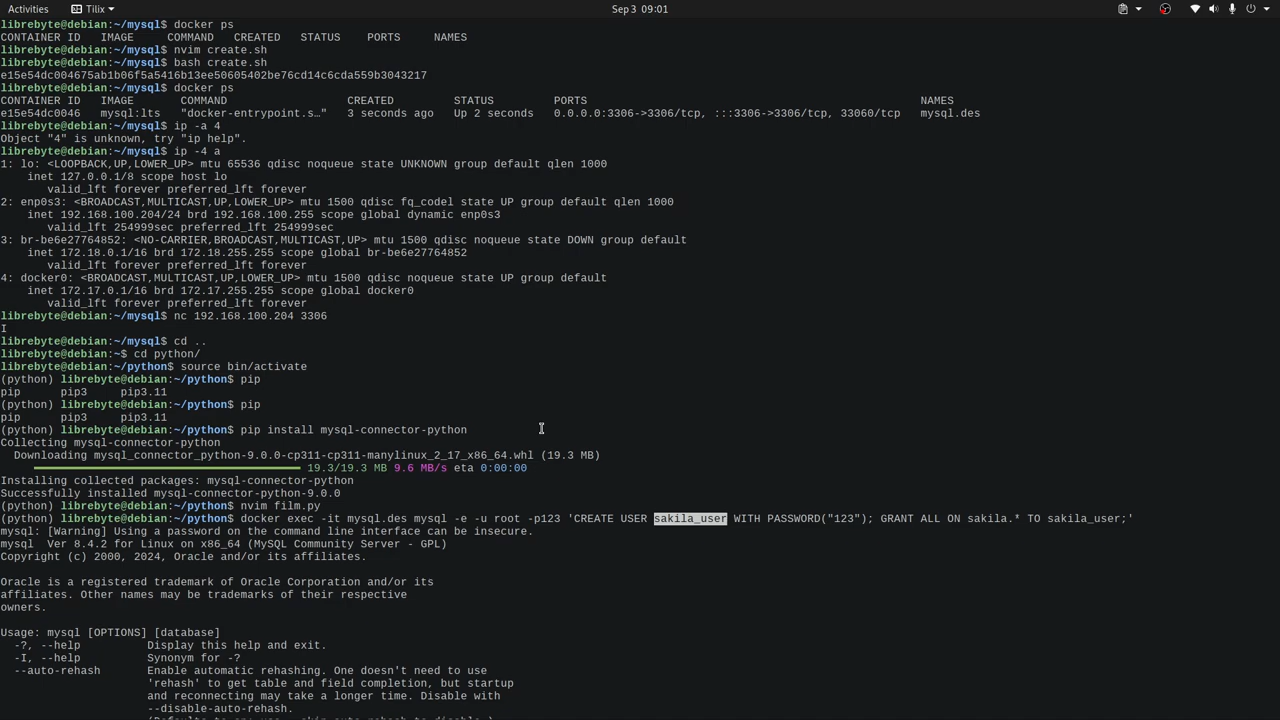 Activities Tilix Sep 3 09:01
librebyte@debian:~/mysql$ docker ps
CONTAINER ID   IMAGE     COMMAND   CREATED   STATUS    PORTS     NAMES
librebyte@debian:~/mysql$ nvim create.sh
librebyte@debian:~/mysql$ bash create.sh
e15e54dc004675ab1b06f5a5416b13ee50605402be76cd14c6cda559b3043217
librebyte@debian:~/mysql$ docker ps
CONTAINER ID   IMAGE       COMMAND                  CREATED         STATUS         PORTS                                                  NAMES
e15e54dc0046   mysql:lts   "docker-entrypoint.s…"   3 seconds ago   Up 2 seconds   0.0.0.0:3306->3306/tcp, :::3306->3306/tcp, 33060/tcp   mysql.des
librebyte@debian:~/mysql$ ip -a 4
Object "4" is unknown, try "ip help".
librebyte@debian:~/mysql$ ip -4 a
1: lo: <LOOPBACK,UP,LOWER_UP> mtu 65536 qdisc noqueue state UNKNOWN group default qlen 1000
    inet 127.0.0.1/8 scope host lo
       valid_lft forever preferred_lft forever
2: enp0s3: <BROADCAST,MULTICAST,UP,LOWER_UP> mtu 1500 qdisc fq_codel state UP group default qlen 1000
    inet 192.168.100.204/24 brd 192.168.100.255 scope global dynamic enp0s3
       valid_lft 254999sec preferred_lft 254999sec
3: br-be6e27764852: <NO-CARRIER,BROADCAST,MULTICAST,UP> mtu 1500 qdisc noqueue state DOWN group default
    inet 172.18.0.1/16 brd 172.18.255.255 scope global br-be6e27764852
       valid_lft forever preferred_lft forever
4: docker0: <BROADCAST,MULTICAST,UP,LOWER_UP> mtu 1500 qdisc noqueue state UP group default
    inet 172.17.0.1/16 brd 172.17.255.255 scope global docker0
       valid_lft forever preferred_lft forever
librebyte@debian:~/mysql$ nc 192.168.100.204 3306
I
librebyte@debian:~/mysql$ cd ..
librebyte@debian:~$ cd python/
librebyte@debian:~/python$ source bin/activate
(python) librebyte@debian:~/python$ pip
pip     pip3     pip3.11
(python) librebyte@debian:~/python$ pip
pip     pip3     pip3.11
(python) librebyte@debian:~/python$ pip install mysql-connector-python
Collecting mysql-connector-python
  Downloading mysql_connector_python-9.0.0-cp311-cp311-manylinux_2_17_x86_64.whl (19.3 MB)
     19.3/19.3 MB 9.6 MB/s eta 0:00:00
Installing collected packages: mysql-connector-python
Successfully installed mysql-connector-python-9.0.0
(python) librebyte@debian:~/python$ nvim film.py
(python) librebyte@debian:~/python$ docker exec -it mysql.des mysql -e -u root -p123 'CREATE USER sakila_user WITH PASSWORD("123"); GRANT ALL ON sakila.* TO sakila_user;'
mysql: [Warning] Using a password on the command line interface can be insecure.
mysql  Ver 8.4.2 for Linux on x86_64 (MySQL Community Server - GPL)
Copyright (c) 2000, 2024, Oracle and/or its affiliates.
Oracle is a registered trademark of Oracle Corporation and/or its
affiliates. Other names may be trademarks of their respective
owners.
Usage: mysql [OPTIONS] [database]
  -?, --help          Display this help and exit.
  -I, --help          Synonym for -?
  --auto-rehash       Enable automatic rehashing. One doesn't need to use
                      'rehash' to get table and field completion, but startup
                      and reconnecting may take a longer time. Disable with
                      --disable-auto-rehash.